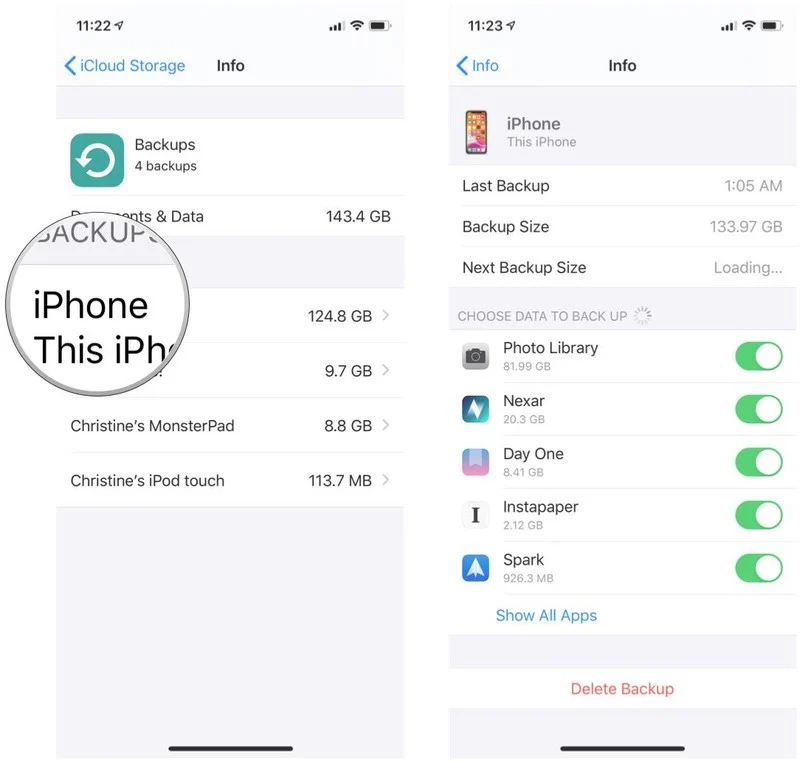 11:22
iCloud Storage Info
Backups
4 backups
Documents & Data 143.4 GB
BACKUPS
iPhone
This iPh
124.8 GB
9.7 GB
Christine’s MonsterPad 8.8 GB
Christine’s iPod touch 113.7 MB
11:23
Info Info
iPhone
This iPhone
Last Backup 1:05 AM
Backup Size 133.97 GB
Next Backup Size Loading...
CHOOSE DATA TO BACK UP
Photo Library
81.99 GB
Nexar
20.3 GB
Day One
8.41 GB
I
Instapaper
2.12 GB
Spark
926.3 MB
Show All Apps
Delete Backup